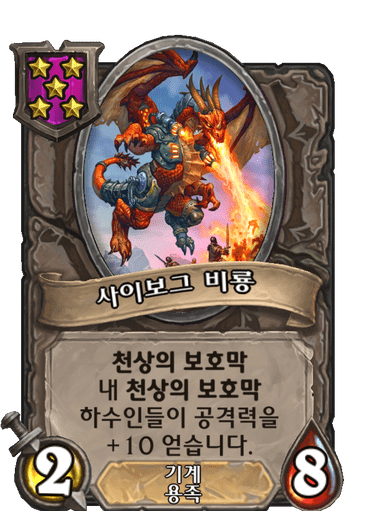 사이보그 비룡
천상의 보호막
내 천상의 보호막
하수인들이 공격력을
+10 얻습니다.
2
기계
용족
8